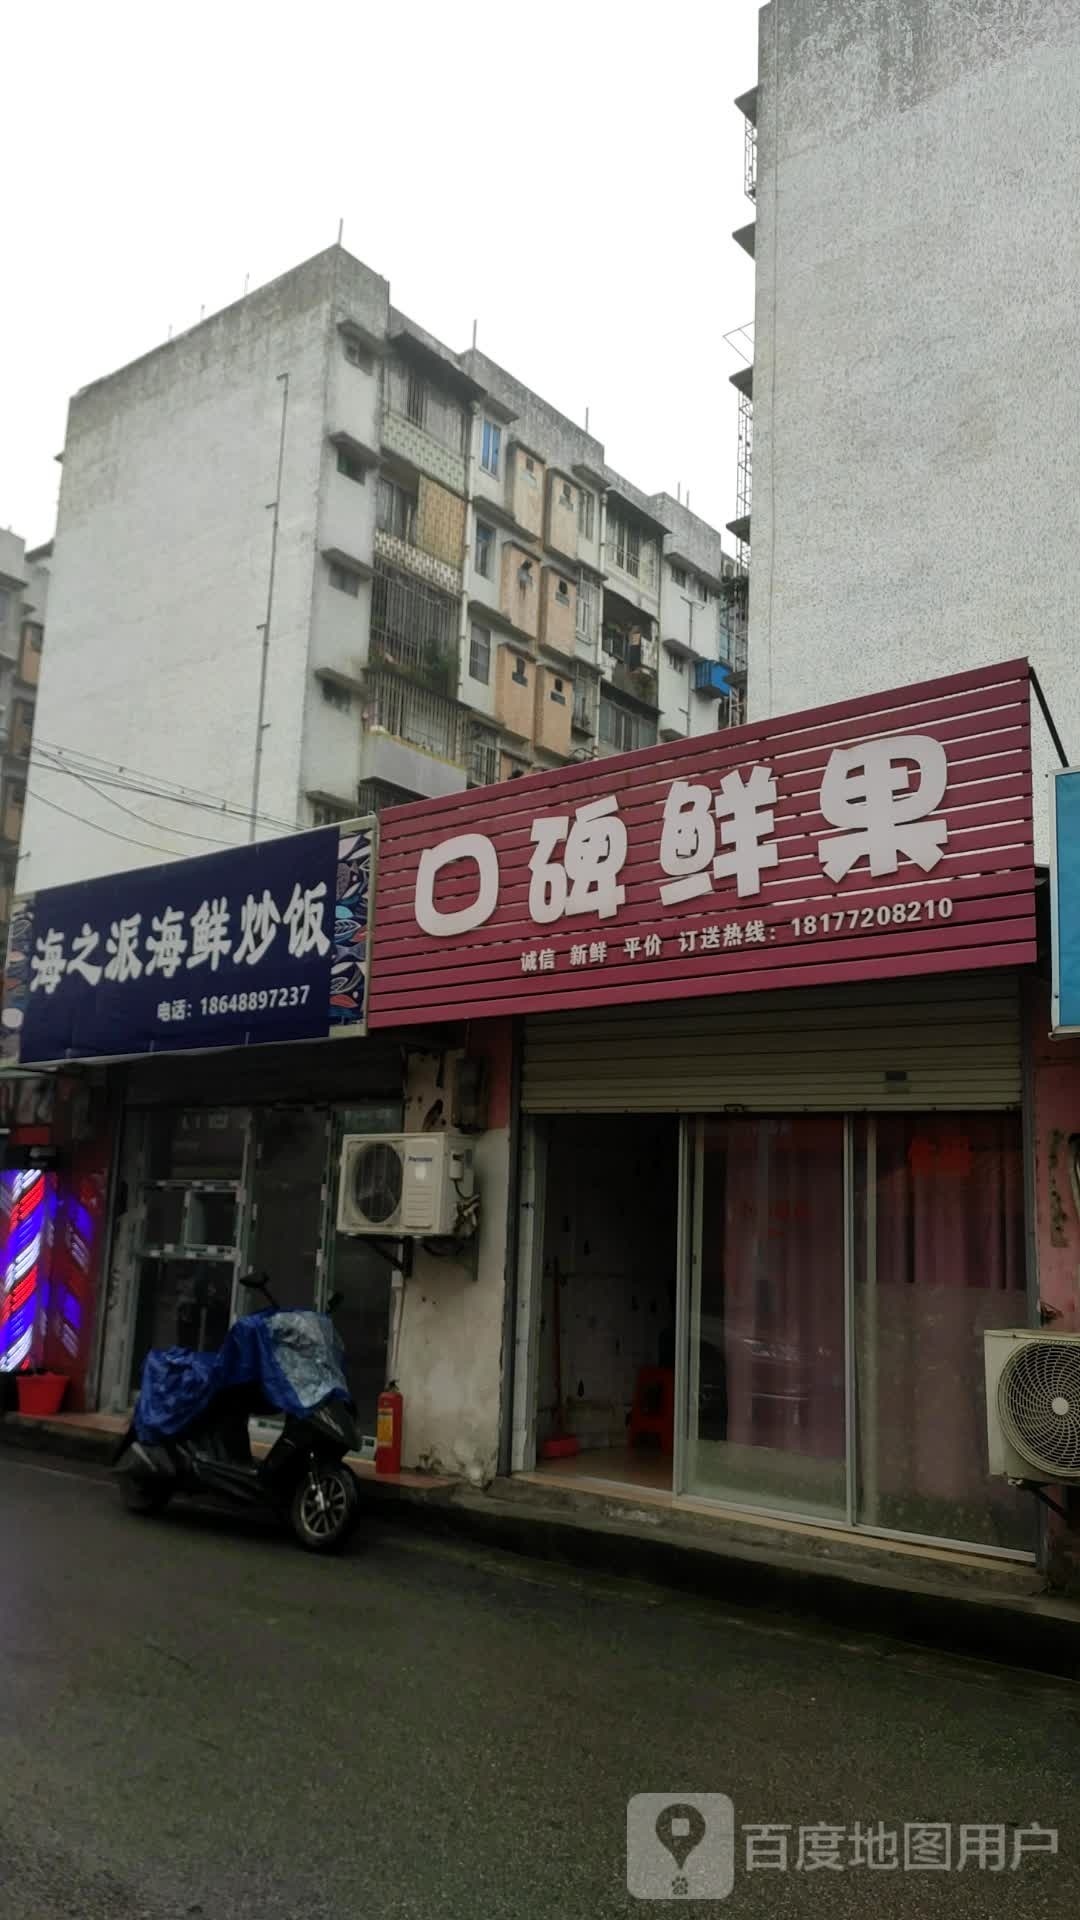 海之派海鲜炒饭
电话：18648897237
口碑鲜果
诚信 新鲜 平价 订送热线：18177208210
百度地图用户